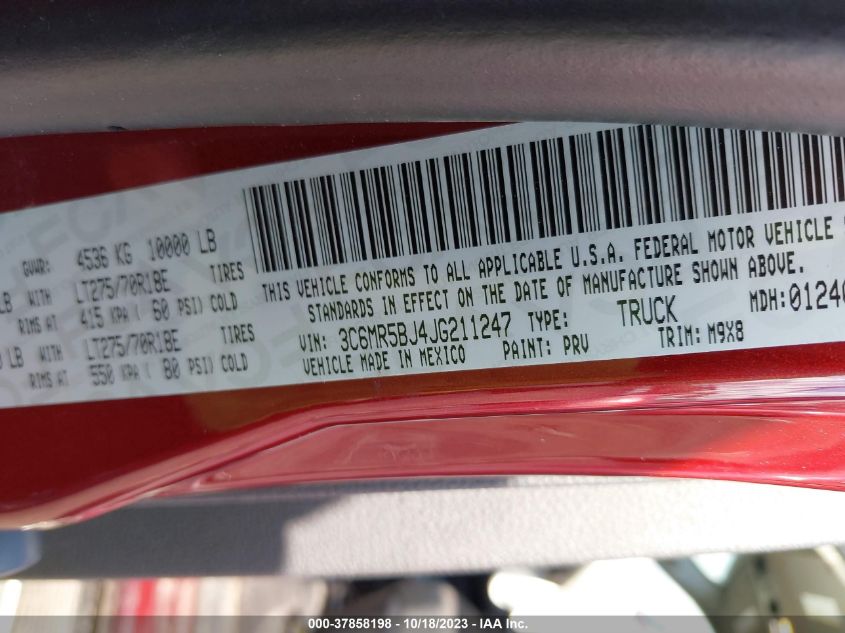 GVWR: 4536 KG 10000 LB
LB WITH LT275/70R18E TIRES
RIMS AT 415 KPA ( 60 PSI) COLD
LB WITH LT275/70R18E TIRES
RIMS AT 550 KPA ( 80 PSI) COLD
THIS VEHICLE CONFORMS TO ALL APPLICABLE U.S.A. FEDERAL MOTOR VEHICLE
STANDARDS IN EFFECT ON THE DATE OF MANUFACTURE SHOWN ABOVE.
VIN: 3C6MR5BJ4JG211247 TYPE: TRUCK MDH:01240
VEHICLE MADE IN MEXICO PAINT: PRV TRIM: M9X8
000-37858198 - 10/18/2023 - IAA Inc.